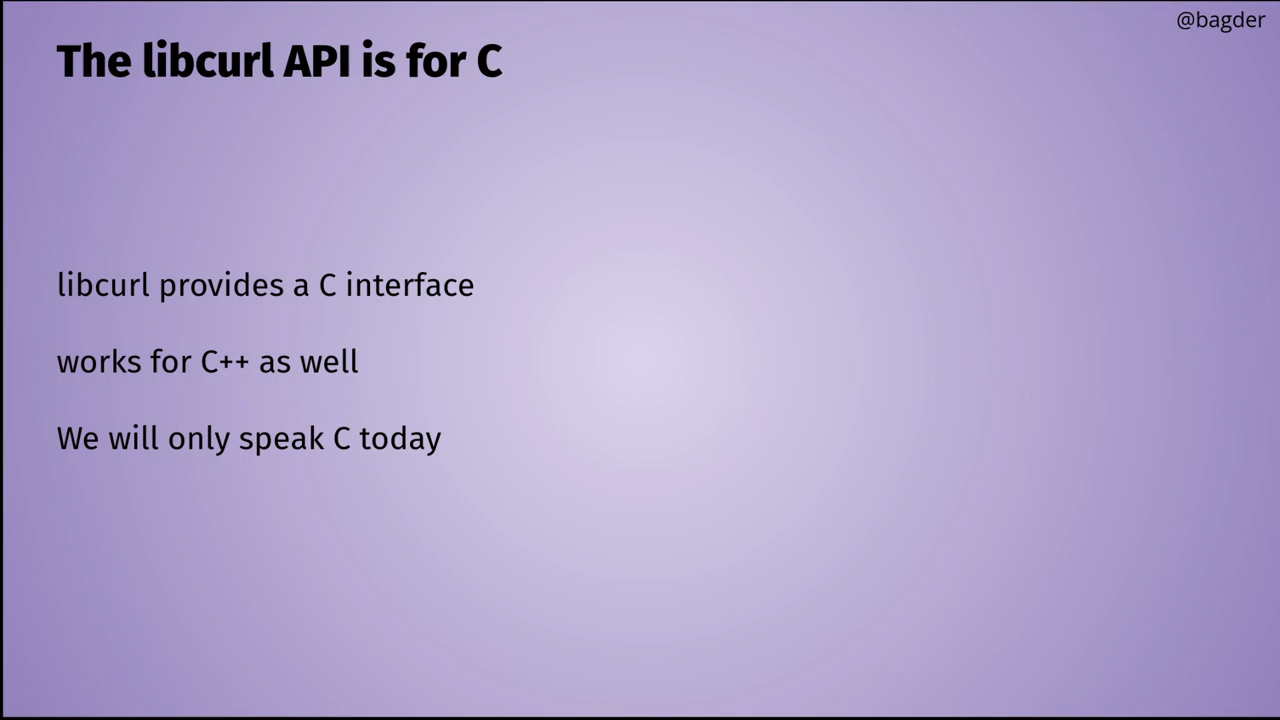 @bagder
The libcurl API is for C
libcurl provides a C interface
works for C++ as well
We will only speak C today